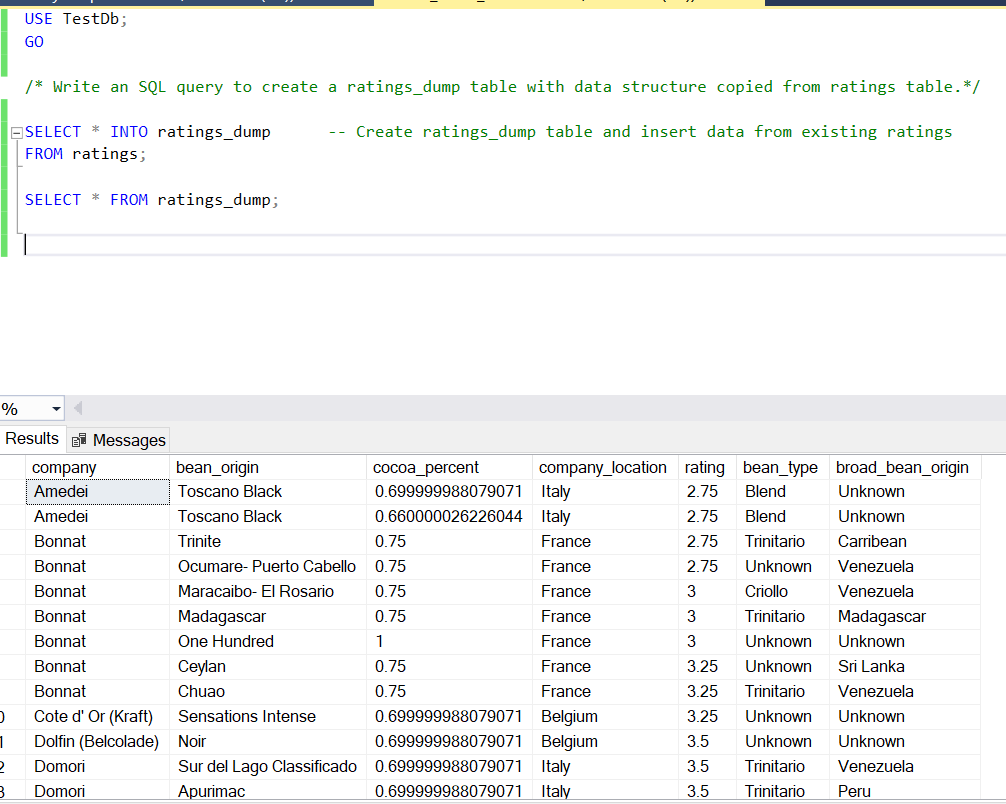 USE TestDb;
GO
/* Write an SQL query to create a ratings_dump table with data structure copied from ratings table.*/
SELECT * INTO ratings_dump -- Create ratings_dump table and insert data from existing ratings
FROM ratings;
SELECT * FROM ratings_dump;
%
Results Messages
company bean_origin cocoa_percent company_location rating bean_type broad_bean_origin
Amedei Toscano Black 0.699999988079071 Italy 2.75 Blend Unknown
Amedei Toscano Black 0.660000026226044 Italy 2.75 Blend Unknown
Bonnat Trinite 0.75 France 2.75 Trinitario Carribean
Bonnat Ocumare- Puerto Cabello 0.75 France 2.75 Unknown Venezuela
Bonnat Maracaibo- El Rosario 0.75 France 3 Criollo Venezuela
Bonnat Madagascar 0.75 France 3 Trinitario Madagascar
Bonnat One Hundred 1 France 3 Unknown Unknown
Bonnat Ceylan 0.75 France 3.25 Unknown Sri Lanka
Bonnat Chuao 0.75 France 3.25 Trinitario Venezuela
Cote d' Or (Kraft) Sensations Intense 0.699999988079071 Belgium 3.25 Unknown Unknown
Dolfin (Belcolade) Noir 0.699999988079071 Belgium 3.5 Unknown Unknown
Domori Sur del Lago Classificado 0.699999988079071 Italy 3.5 Trinitario Venezuela
Domori Apurimac 0.699999988079071 Italy 3.5 Trinitario Peru